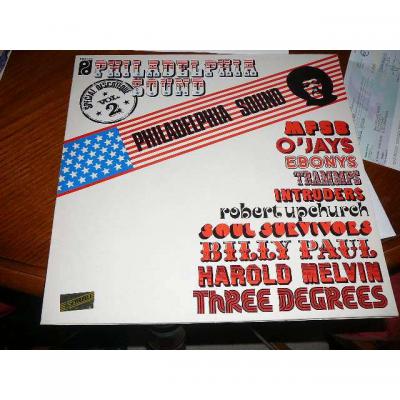 PHILADELPHIA
SOUND
SPECIAL DISCOTHEQUE
VOL.
2
PHILADELPHIA SOUND
MFSB
O'JAYS
EBONYS
TRAMMPS
INTRUDERS
robert upchurch
SOUL SURVIVORS
BILLY PAUL
HAROLD MELVIN
THREE DEGREES